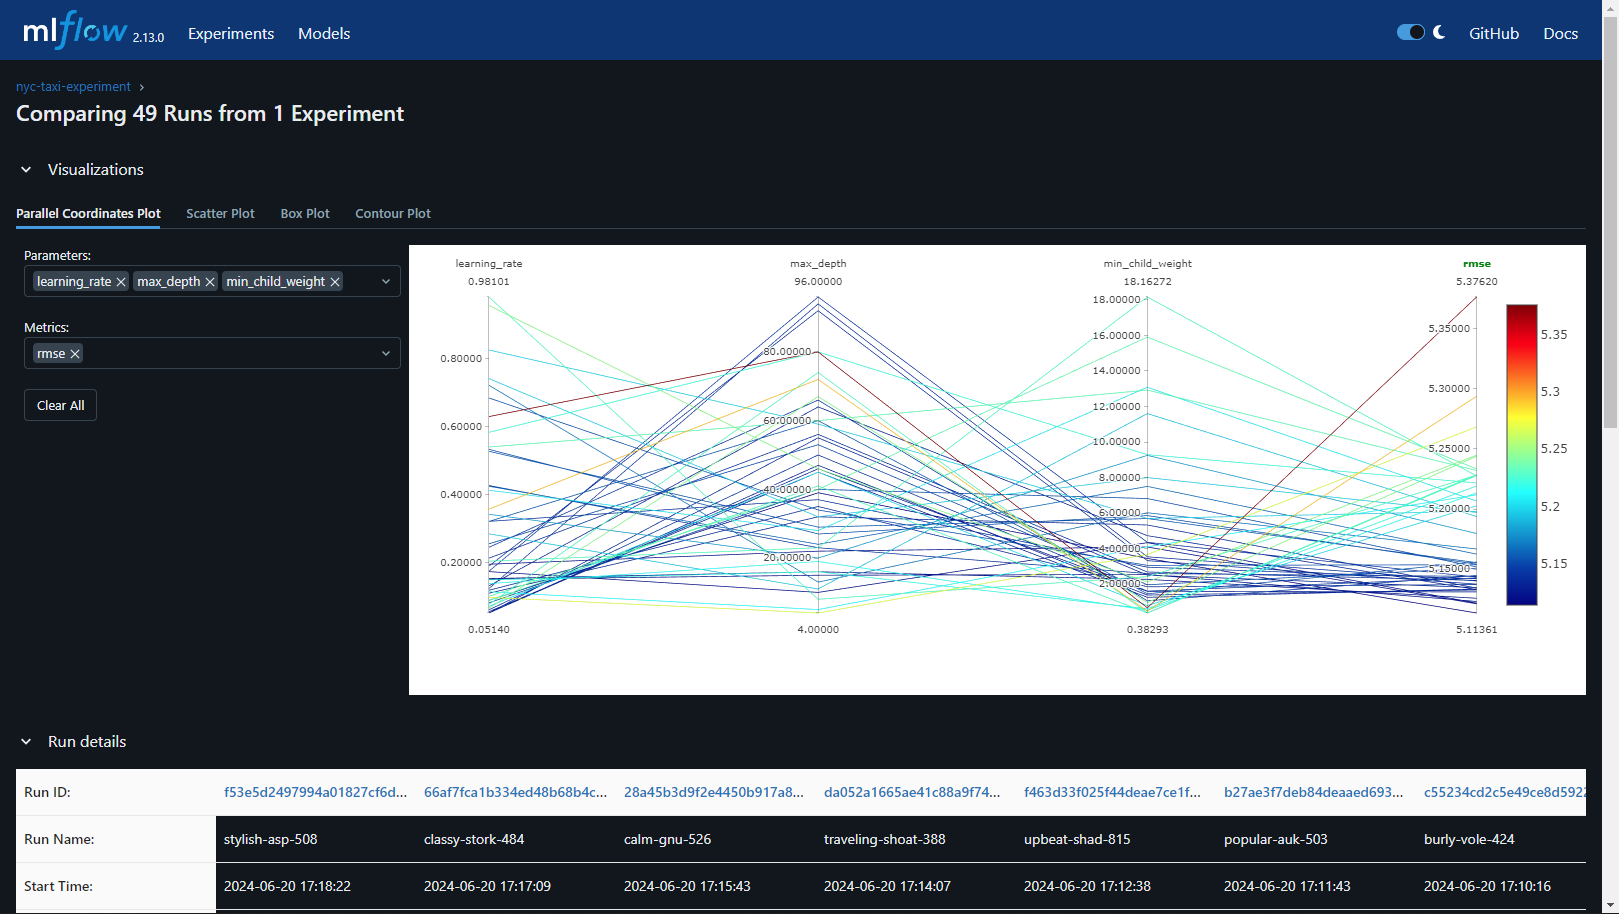 mlflow 2.13.0 Experiments Models GitHub Docs
nyc-taxi-experiment ›
Comparing 49 Runs from 1 Experiment
Visualizations
Parallel Coordinates Plot Scatter Plot Box Plot Contour Plot
Parameters:
learning_rate max_depth min_child_weight
Metrics:
rmse
Clear All
learning_rate max_depth min_child_weight rmse
0.98101 96.00000 18.16272 5.37620
0.80000
0.60000
0.40000
0.20000
0.05140
80.00000
60.00000
40.00000
20.00000
4.00000
18.00000
16.00000
14.00000
12.00000
10.00000
8.00000
6.00000
4.00000
2.00000
0.38293
5.35000
5.30000
5.25000
5.20000
5.15000
5.11361
5.35
5.3
5.25
5.2
5.15
Run details
Run ID: f53e5d2497994a01827cf6d... 66af7fca1b334ed48b68b4c... 28a45b3d9f2e4450b917a8... da052a1665ae41c88a9f74... f463d33f025f44deae7ce1f... b27ae3f7deb84deaaed693... c55234cd2c5e49ce8d5922
Run Name: stylish-asp-508 classy-stork-484 calm-gnu-526 traveling-shoat-388 upbeat-shad-815 popular-auk-503 burly-vole-424
Start Time: 2024-06-20 17:18:22 2024-06-20 17:17:09 2024-06-20 17:15:43 2024-06-20 17:14:07 2024-06-20 17:12:38 2024-06-20 17:11:43 2024-06-20 17:10:16